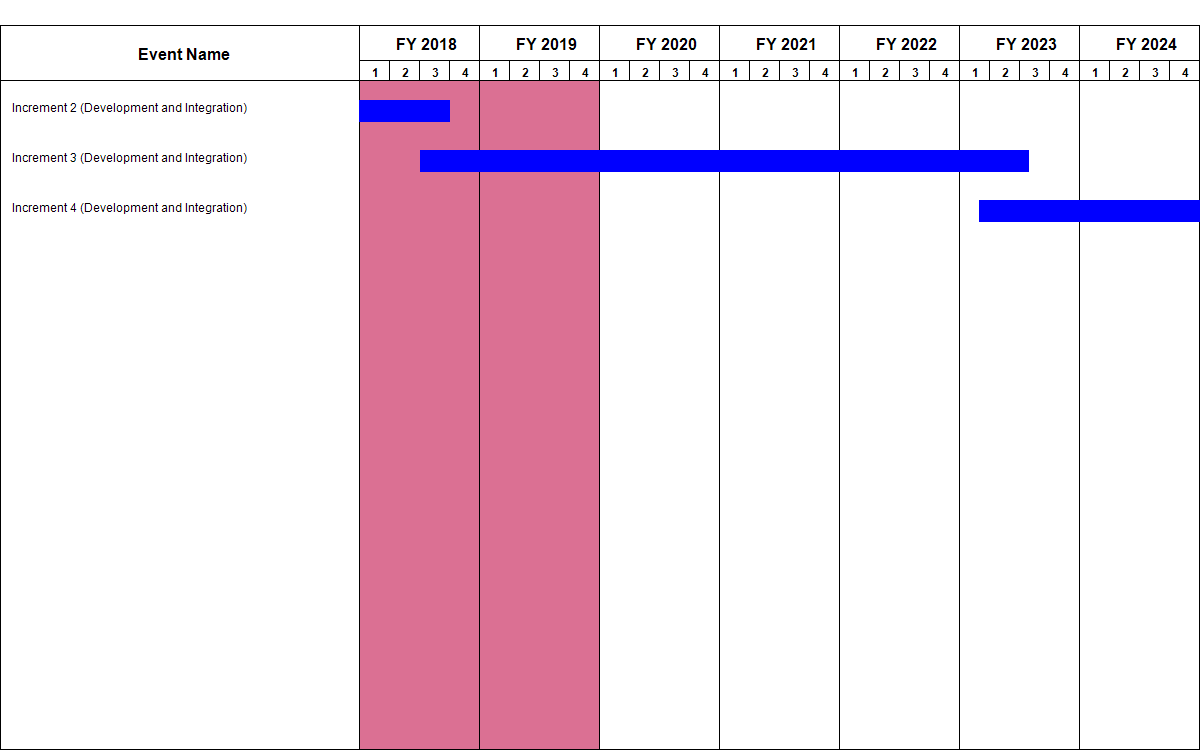 Event Name FY 2018 FY 2019 FY 2020 FY 2021 FY 2022 FY 2023 FY 2024
1 2 3 4 1 2 3 4 1 2 3 4 1 2 3 4 1 2 3 4 1 2 3 4 1 2 3 4
Increment 2 (Development and Integration)
Increment 3 (Development and Integration)
Increment 4 (Development and Integration)